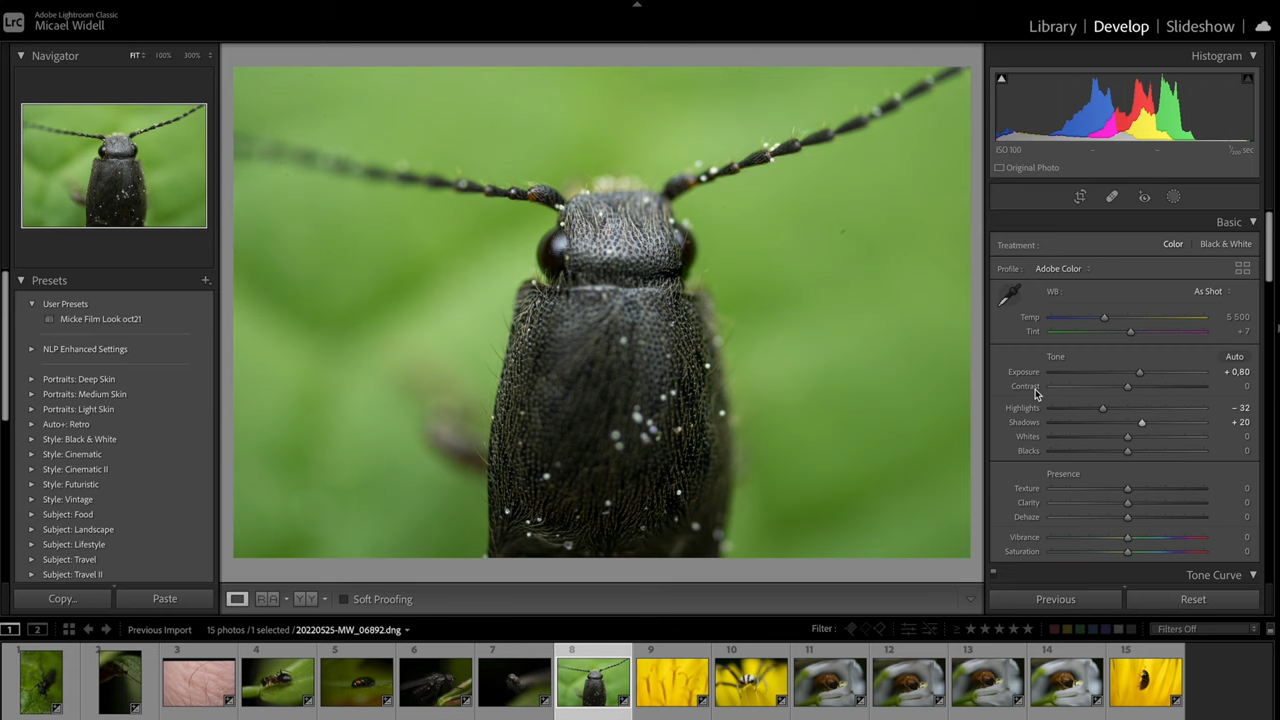 Adobe Lightroom Classic
LrC
Micael Widell
Library | Develop | Slideshow
Navigator
FIT
100%
300%
Histogram
ISO 100
1/200 sec
Original Photo
Presets
User Presets
Micke Film Look oct21
NLP Enhanced Settings
Portraits: Deep Skin
Portraits: Medium Skin
Portraits: Light Skin
Auto+: Retro
Style: Black & White
Style: Cinematic
Style: Cinematic II
Style: Futuristic
Style: Vintage
Subject: Food
Subject: Landscape
Subject: Lifestyle
Subject: Travel
Subject: Travel II
Copy...
Paste
Basic
Treatment :
Color
Black & White
Profile :
Adobe Color
WB :
As Shot
Temp 5 500
Tint + 7
Tone
Auto
Exposure + 0,80
Contrast 0
Highlights – 32
Shadows + 20
Whites 0
Blacks 0
Presence
Texture 0
Clarity 0
Dehaze 0
Vibrance 0
Saturation 0
Tone Curve
Previous
Reset
R A
Y Y
Soft Proofing
1
2
Previous Import
15 photos / 1 selected / 20220525-MW_06892.dng
Filter :
Filters Off
1 2 3 4 5 6 7 8 9 10 11 12 13 14 15